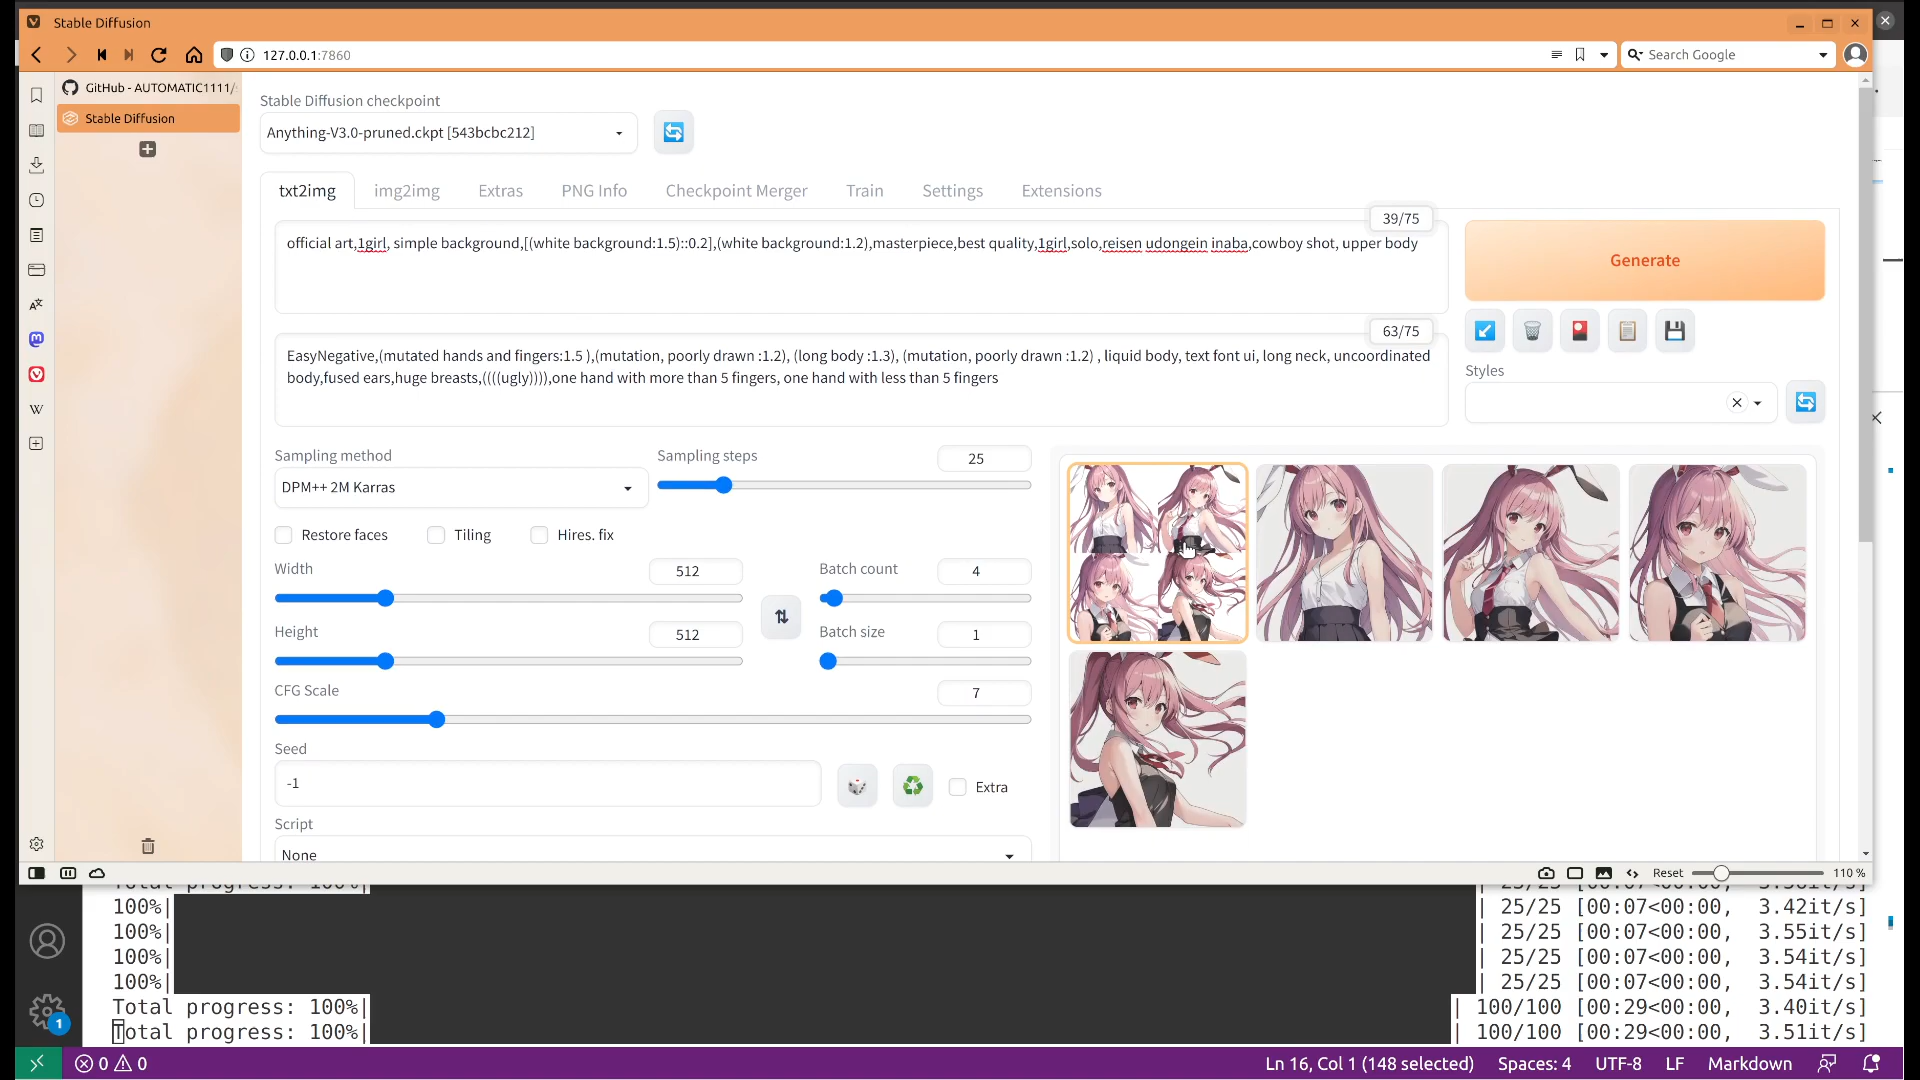 Stable Diffusion
127.0.0.1:7860
Search Google
GitHub - AUTOMATIC1111/
Stable Diffusion
Stable Diffusion checkpoint
Anything-V3.0-pruned.ckpt [543bcbc212]
txt2img
img2img
Extras
PNG Info
Checkpoint Merger
Train
Settings
Extensions
39/75
official art,1girl, simple background,[(white background:1.5)::0.2],(white background:1.2),masterpiece,best quality,1girl,solo,reisen udongein inaba,cowboy shot, upper body
Generate
63/75
EasyNegative,(mutated hands and fingers:1.5 ),(mutation, poorly drawn :1.2), (long body :1.3), (mutation, poorly drawn :1.2) , liquid body, text font ui, long neck, uncoordinated
body,fused ears,huge breasts,((((ugly)))),one hand with more than 5 fingers, one hand with less than 5 fingers
Styles
Sampling method
Sampling steps
25
DPM++ 2M Karras
Restore faces
Tiling
Hires. fix
Width
512
Batch count
4
Height
512
Batch size
1
CFG Scale
7
Seed
-1
Extra
Script
None
Reset
110 %
Total progress: 100%|
100%| | 25/25 [00:07<00:00, 3.42it/s]
100%| | 25/25 [00:07<00:00, 3.55it/s]
100%| | 25/25 [00:07<00:00, 3.54it/s]
100%| | 25/25 [00:07<00:00, 3.54it/s]
Total progress: 100%| | 100/100 [00:29<00:00, 3.40it/s]
Total progress: 100%| | 100/100 [00:29<00:00, 3.51it/s]
1
0 0
Ln 16, Col 1 (148 selected)
Spaces: 4
UTF-8
LF
Markdown